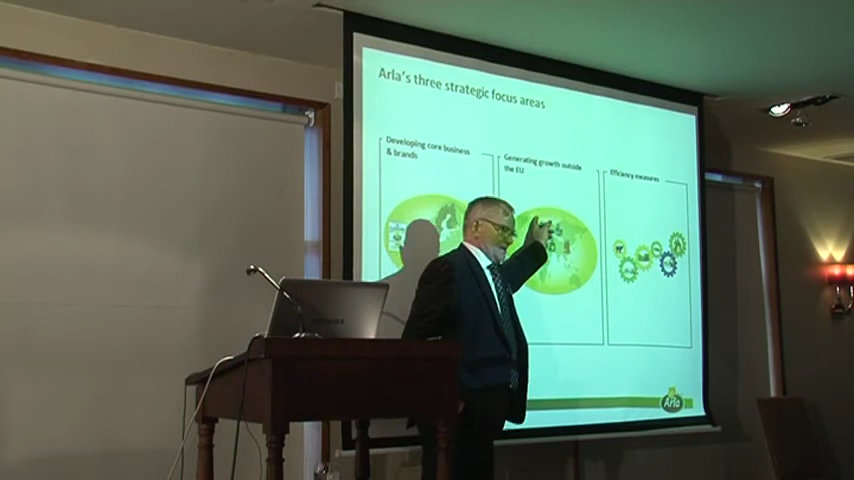 Arla's three strategic focus areas
Developing core business
& brands
Generating growth outside
the EU
Efficiency measures
Arla